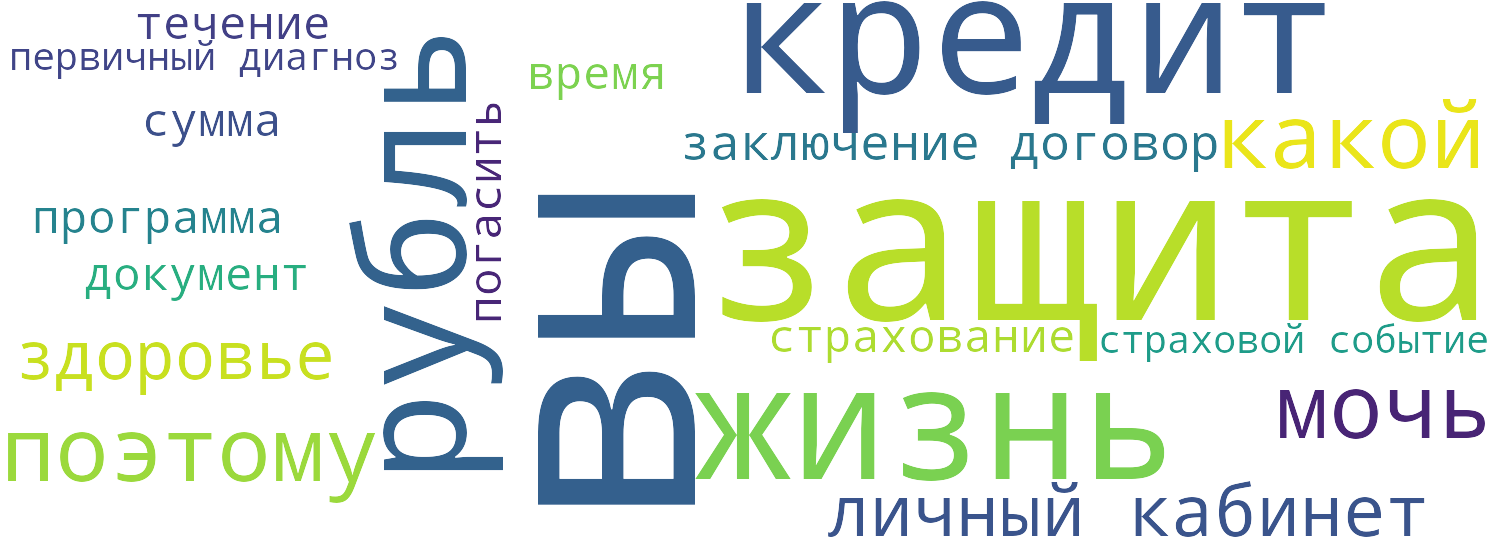 течение
первичный диагноз
сумма
программа
документ
здоровье
поэтому
рубль
погасить
время
вы
кредит
заключение договор
какой
защита
страхование
страховой событие
жизнь
мочь
личный кабинет